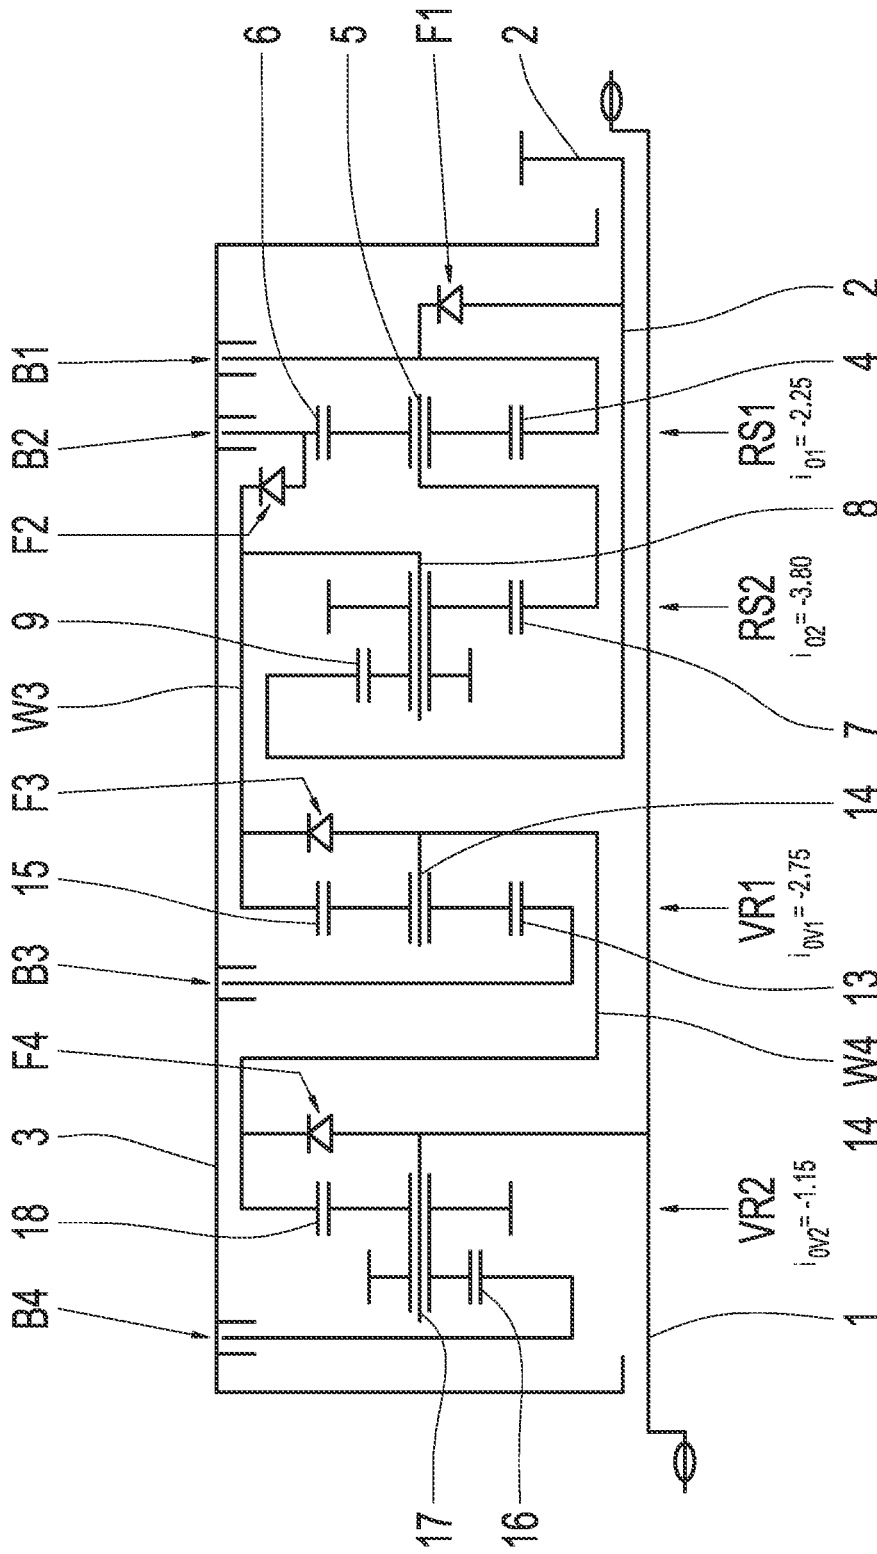 B4 18 3 F4 B3 15 F3 W3 9 F2 B2 B1
6
5
17 F1
16 2
VR2 VR1 RS2 RS1
i0V2= -1.15 i0V1= -2.75 i02= -3.80 i01= -2.25
1 14 W4 13 14 7 8 4 2